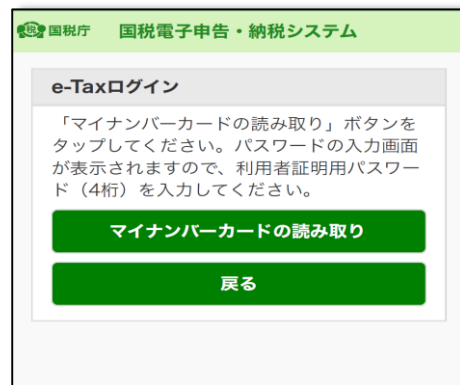 国税庁 国税電子申告・納税システム
e-Taxログイン
「マイナンバーカードの読み取り」ボタンを
タップしてください。パスワードの入力画面
が表示されますので、利用者証明用パスワー
ド（4桁）を入力してください。
マイナンバーカードの読み取り
戻る